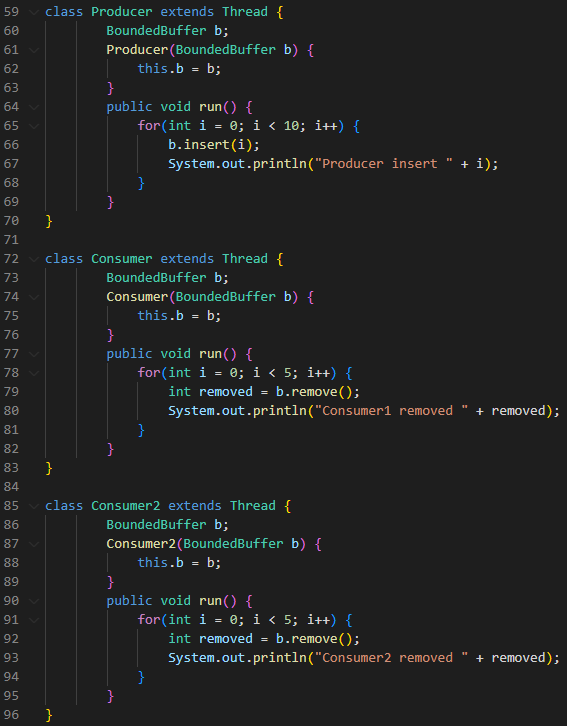 59 class Producer extends Thread {
60         BoundedBuffer b;
61         Producer(BoundedBuffer b) {
62             this.b = b;
63         }
64         public void run() {
65             for(int i = 0; i < 10; i++) {
66                 b.insert(i);
67                 System.out.println("Producer insert " + i);
68             }
69         }
70 }
71
72 class Consumer extends Thread {
73         BoundedBuffer b;
74         Consumer(BoundedBuffer b) {
75             this.b = b;
76         }
77         public void run() {
78             for(int i = 0; i < 5; i++) {
79                 int removed = b.remove();
80                 System.out.println("Consumer1 removed " + removed);
81             }
82         }
83 }
84
85 class Consumer2 extends Thread {
86         BoundedBuffer b;
87         Consumer2(BoundedBuffer b) {
88             this.b = b;
89         }
90         public void run() {
91             for(int i = 0; i < 5; i++) {
92                 int removed = b.remove();
93                 System.out.println("Consumer2 removed " + removed);
94             }
95         }
96 }